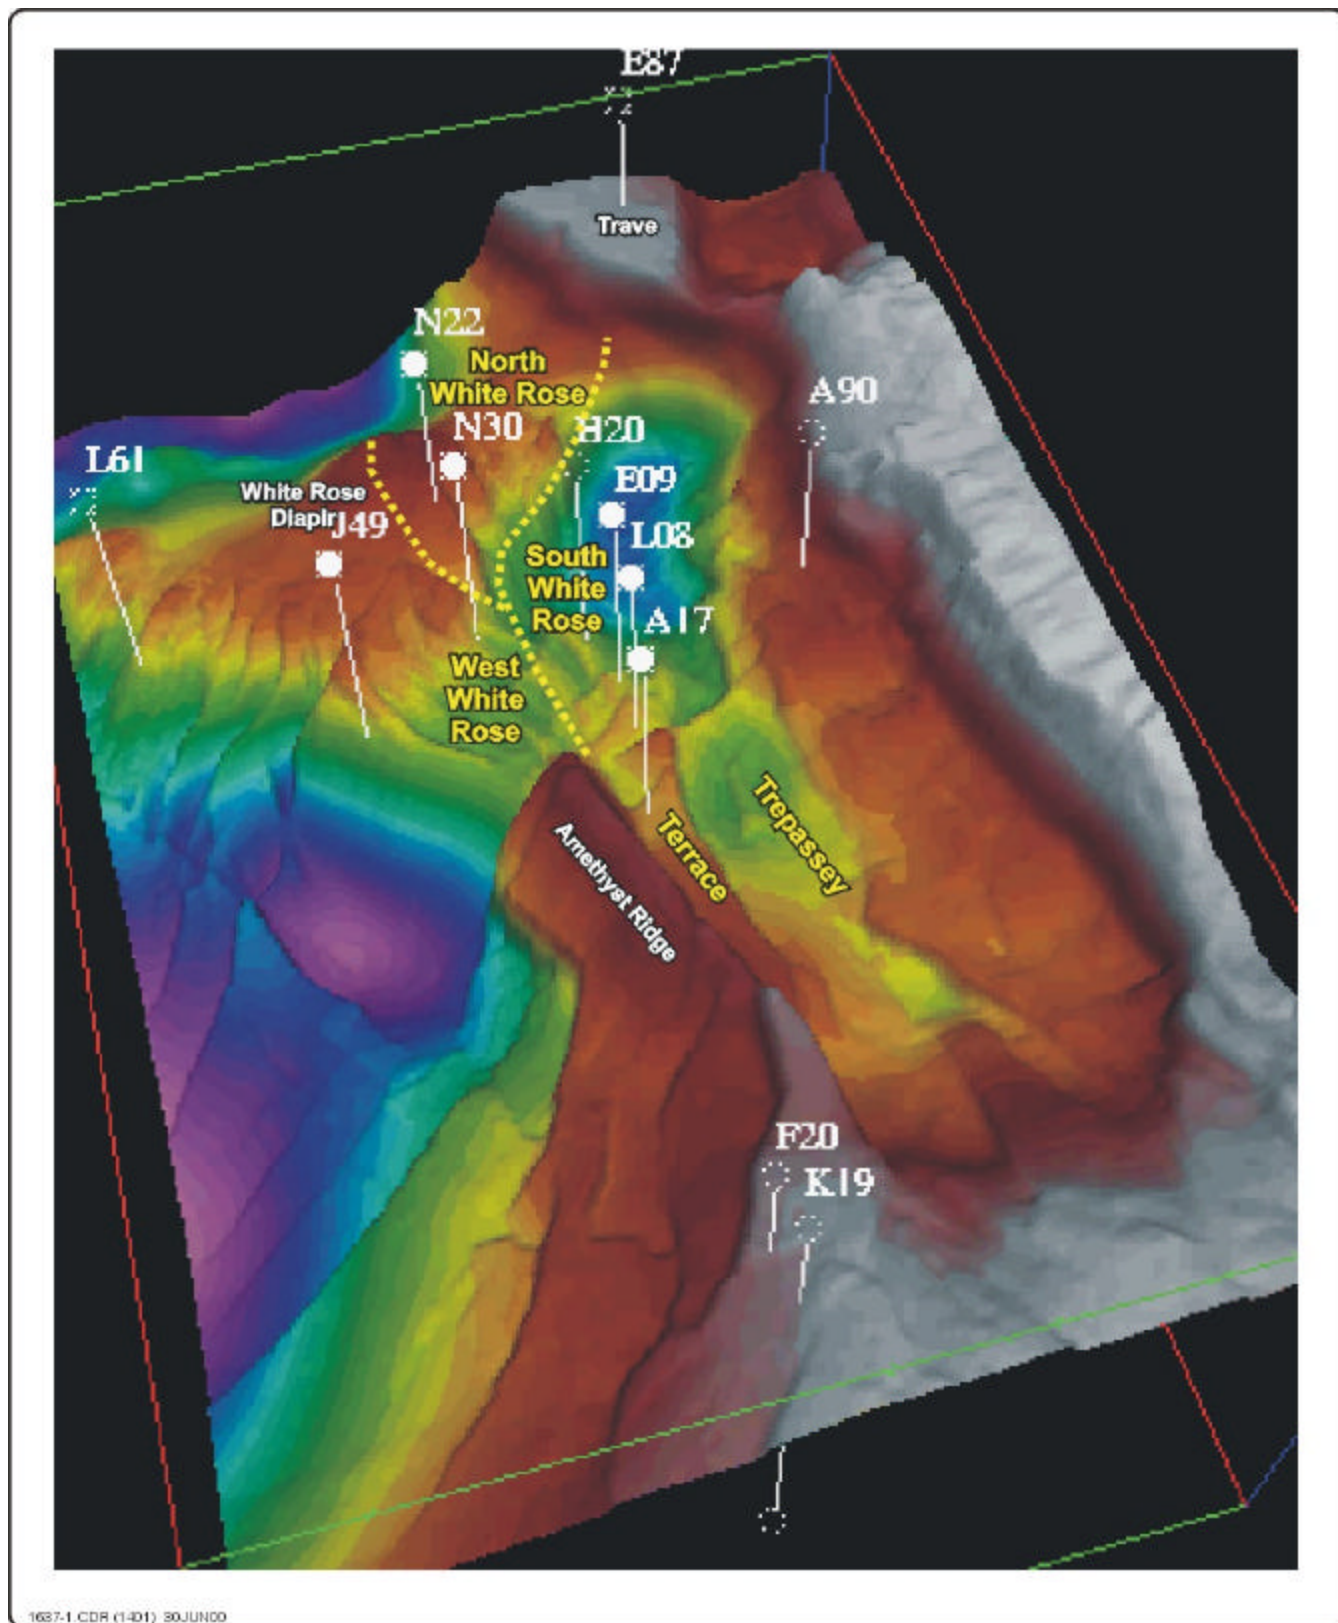 E87
Trave
N22
North
White Rose
A90
N30
H20
L61
E09
White Rose
Diapir
J49
L08
South
White
Rose
A17
West
White
Rose
Trepassey
Terrace
Amethyst Ridge
F20
K19
1637-1.CDR (1401) 30JUN00